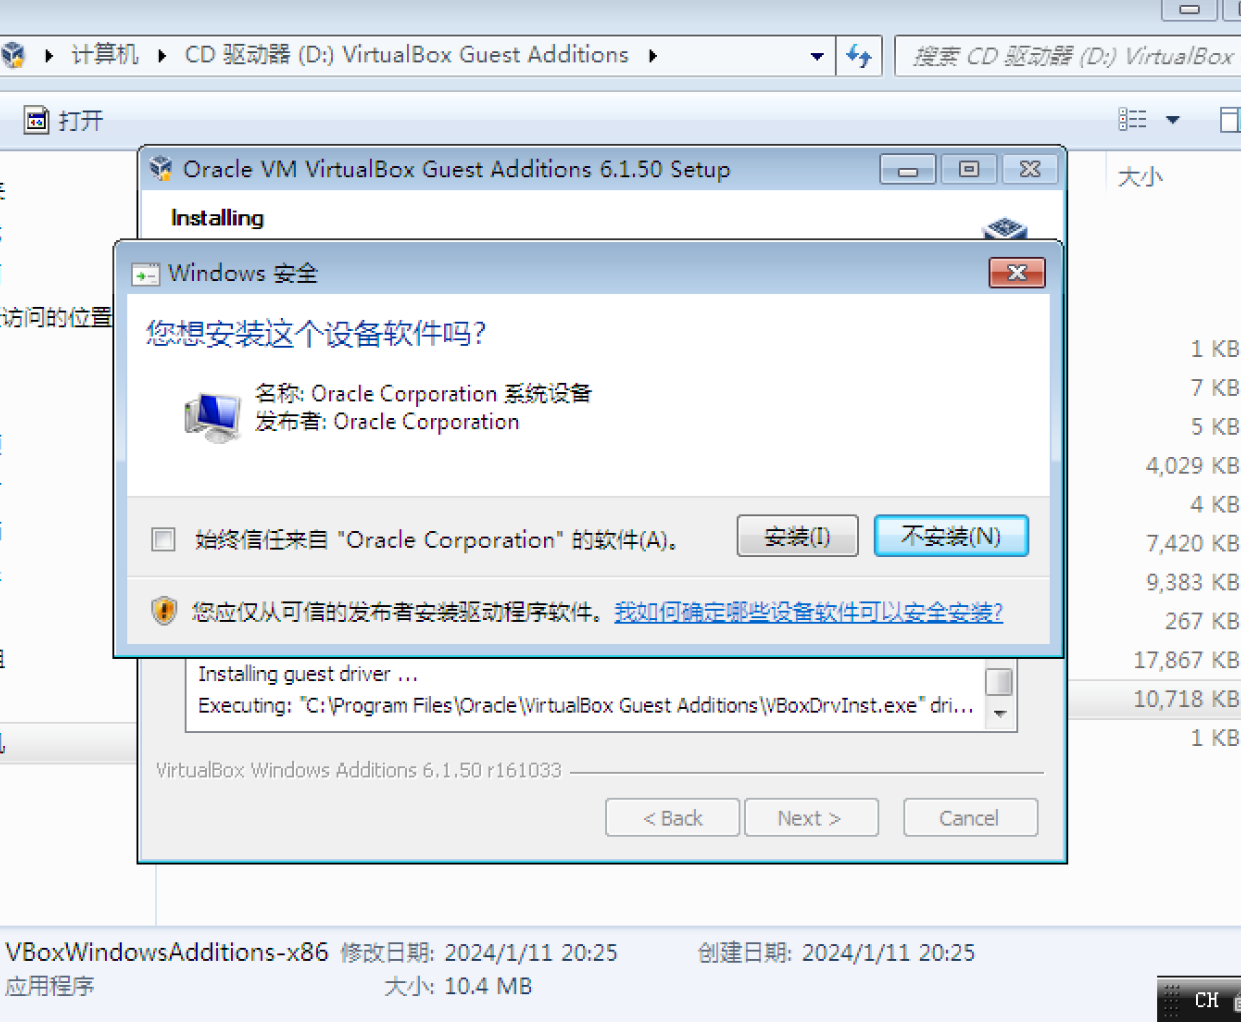 计算机 CD 驱动器 (D:) VirtualBox Guest Additions
搜索 CD 驱动器 (D:) VirtualBox
打开
Oracle VM VirtualBox Guest Additions 6.1.50 Setup
大小
Installing
Windows 安全
访问的位置
您想安装这个设备软件吗?
1 KB
名称: Oracle Corporation 系统设备
7 KB
发布者: Oracle Corporation
5 KB
4,029 KB
4 KB
始终信任来自 "Oracle Corporation" 的软件(A)。
安装(I)
不安装(N)
7,420 KB
9,383 KB
您应仅从可信的发布者安装驱动程序软件。我如何确定哪些设备软件可以安全安装?
267 KB
17,867 KB
Installing guest driver ...
10,718 KB
Executing: "C:\Program Files\Oracle\VirtualBox Guest Additions\VBoxDrvInst.exe" dri...
1 KB
VirtualBox Windows Additions 6.1.50 r161033
< Back
Next >
Cancel
VBoxWindowsAdditions-x86 修改日期: 2024/1/11 20:25 创建日期: 2024/1/11 20:25
应用程序 大小: 10.4 MB
CH